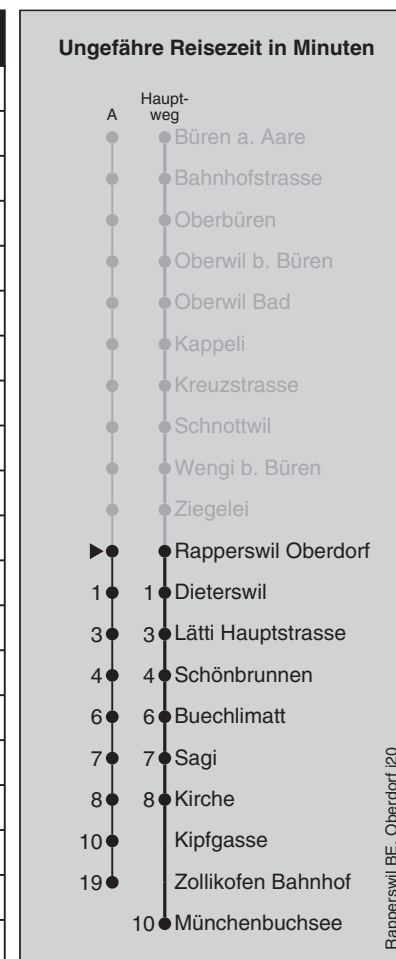 Ungefähre Reisezeit in Minuten
A Haupt-
weg
Büren a. Aare
Bahnhofstrasse
Oberbüren
Oberwil b. Büren
Oberwil Bad
Kappeli
Kreuzstrasse
Schnottwil
Wengi b. Büren
Ziegelei
Rapperswil Oberdorf
1 1 Dieterswil
3 3 Lätti Hauptstrasse
4 4 Schönbrunnen
6 6 Buechlimatt
7 7 Sagi
8 8 Kirche
10 Kipfgasse
19 Zollikofen Bahnhof
10 Münchenbuchsee
Rapperswil BE, Oberdorf j20